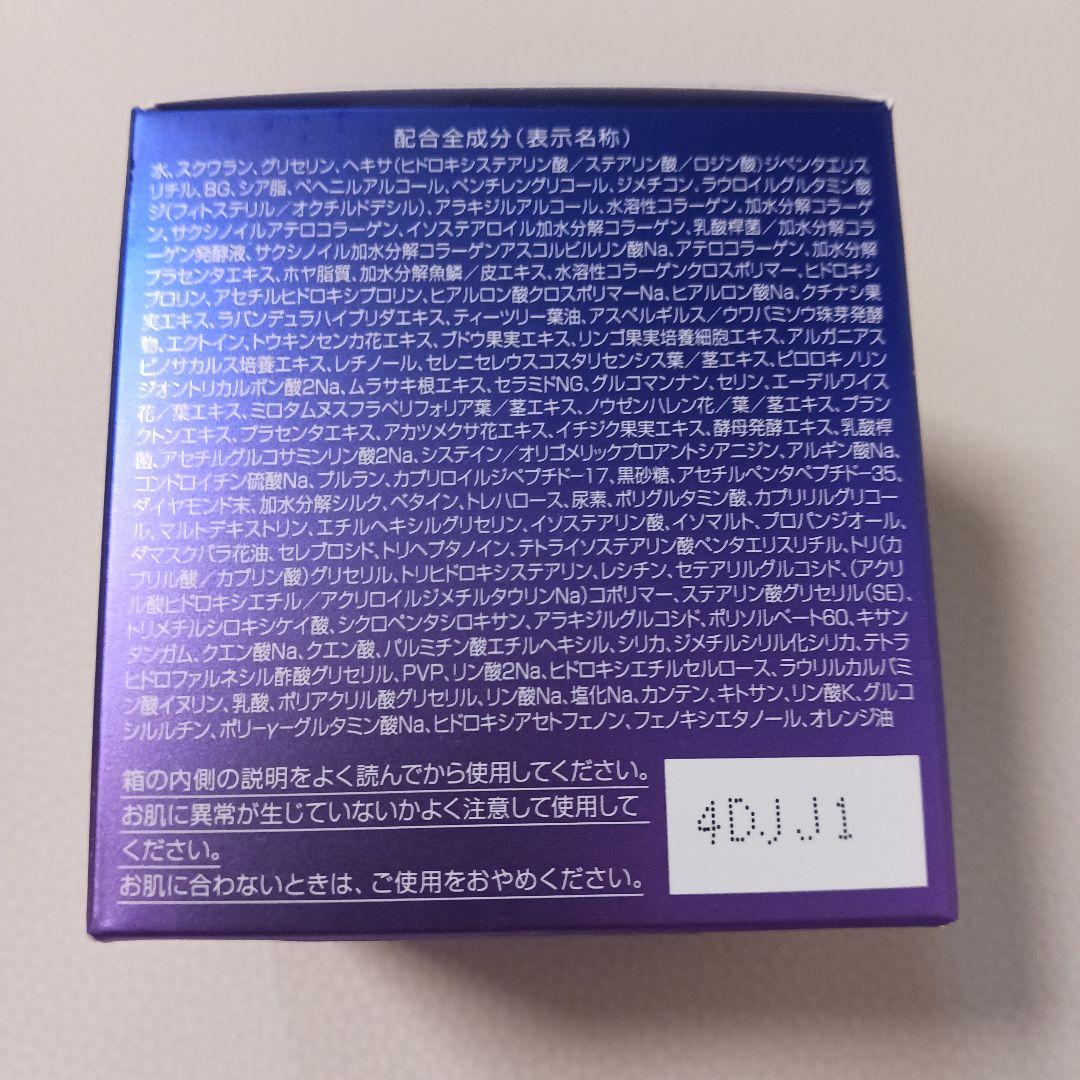 配合全成分(表示名称)
水、スクワラン、グリセリン、ヘキサ(ヒドロキシステアリン酸/ステアリン酸/ロジン酸)ジペンタエリス
リチル、BG、シア脂、ベヘニルアルコール、ペンチレングリコール、ジメチコン、ラウロイルグルタミン酸
ジ(フィトステリル/オクチルドデシル)、アラキジルアルコール、水溶性コラーゲン、加水分解コラーゲ
ン、サクシノイルアテロコラーゲン、イソステアロイル加水分解コラーゲン、乳酸桿菌/加水分解コラ
ーゲン発酵液、サクシノイル加水分解コラーゲンアスコルビルリン酸Na、アテロコラーゲン、加水分解
プラセンタエキス、ホヤ脂質、加水分解魚鱗/皮エキス、水溶性コラーゲンクロスポリマー、ヒドロキシ
プロリン、アセチルヒドロキシプロリン、ヒアルロン酸クロスポリマーNa、ヒアルロン酸Na、クチナシ果
実エキス、ラバンデュラハイブリダエキス、ティーツリー葉油、アスペルギルス/ウワバミソウ珠芽発酵
物、エクトイン、トウキンセンカ花エキス、ブドウ果実エキス、リンゴ果実培養細胞エキス、アルガニアス
ピノサカルス培養エキス、レチノール、セレニセレウスコスタリセンシス葉/茎エキス、ピロロキノリン
ジオントリカルボン酸2Na、ムラサキ根エキス、セラミドNG、グルコマンナン、セリン、エーデルワイス
花/葉エキス、ミロタムヌスフラベリフォリア葉/茎エキス、ノウゼンハレン花/葉/茎エキス、プラン
クトンエキス、プラセンタエキス、アカツメクサ花エキス、イチジク果実エキス、酵母発酵エキス、乳酸桿
菌、アセチルグルコサミンリン酸2Na、システイン/オリゴメリックプロアントシアニジン、アルギン酸Na、
コンドロイチン硫酸Na、プルラン、カプリロイルジペプチド-17、黒砂糖、アセチルペンタペプチド-35、
ダイヤモンド末、加水分解シルク、ベタイン、トレハロース、尿素、ポリグルタミン酸、カプリリルグリコー
ル、マルトデキストリン、エチルヘキシルグリセリン、イソステアリン酸、イソマルト、プロパンジオール、
ダマスクバラ花油、セレブロシド、トリヘプタノイン、テトライソステアリン酸ペンタエリスリチル、トリ(カ
プリル酸/カプリン酸)グリセリル、トリヒドロキシステアリン、レシチン、セテアリルグルコシド、(アクリ
ル酸ヒドロキシエチル/アクリロイルジメチルタウリンNa)コポリマー、ステアリン酸グリセリル(SE)、
トリメチルシロキシケイ酸、シクロペンタシロキサン、アラキジルグルコシド、ポリソルベート60、キサン
タンガム、クエン酸Na、クエン酸、パルミチン酸エチルヘキシル、シリカ、ジメチルシリル化シリカ、テトラ
ヒドロファルネシル酢酸グリセリル、PVP、リン酸2Na、ヒドロキシエチルセルロース、ラウリルカルバミ
ン酸イヌリン、乳酸、ポリアクリル酸グリセリル、リン酸Na、塩化Na、カンテン、キトサン、リン酸K、グルコ
シルルチン、ポリ-γ-グルタミン酸Na、ヒドロキシアセトフェノン、フェノキシエタノール、オレンジ油
箱の内側の説明をよく読んでから使用してください。
お肌に異常が生じていないかよく注意して使用して
ください。
お肌に合わないときは、ご使用をおやめください。
4DJJ1